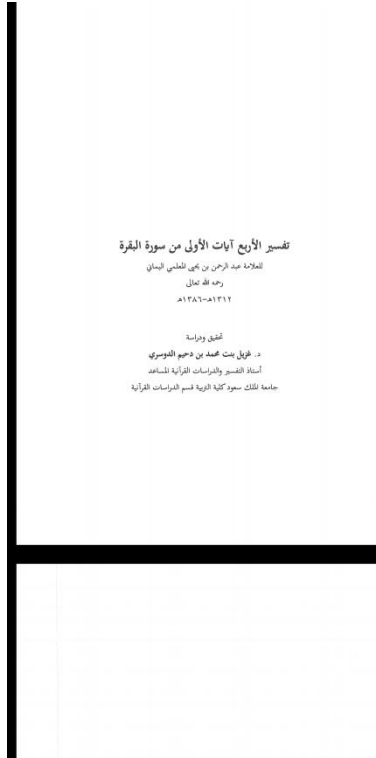 تفسير الأربع آيات الأولى من سورة البقرة
للعلامة عبد الرحمن بن يحيى المعلمي اليماني
رحمه الله تعالى
١٣١٢هـ-١٣٨٦هـ
تحقيق ودراسة
د. غزيل بنت محمد بن دحيم الدوسري
أستاذ التفسير والدراسات القرآنية المساعد
جامعة الملك سعود كلية التربية قسم الدراسات القرآنية